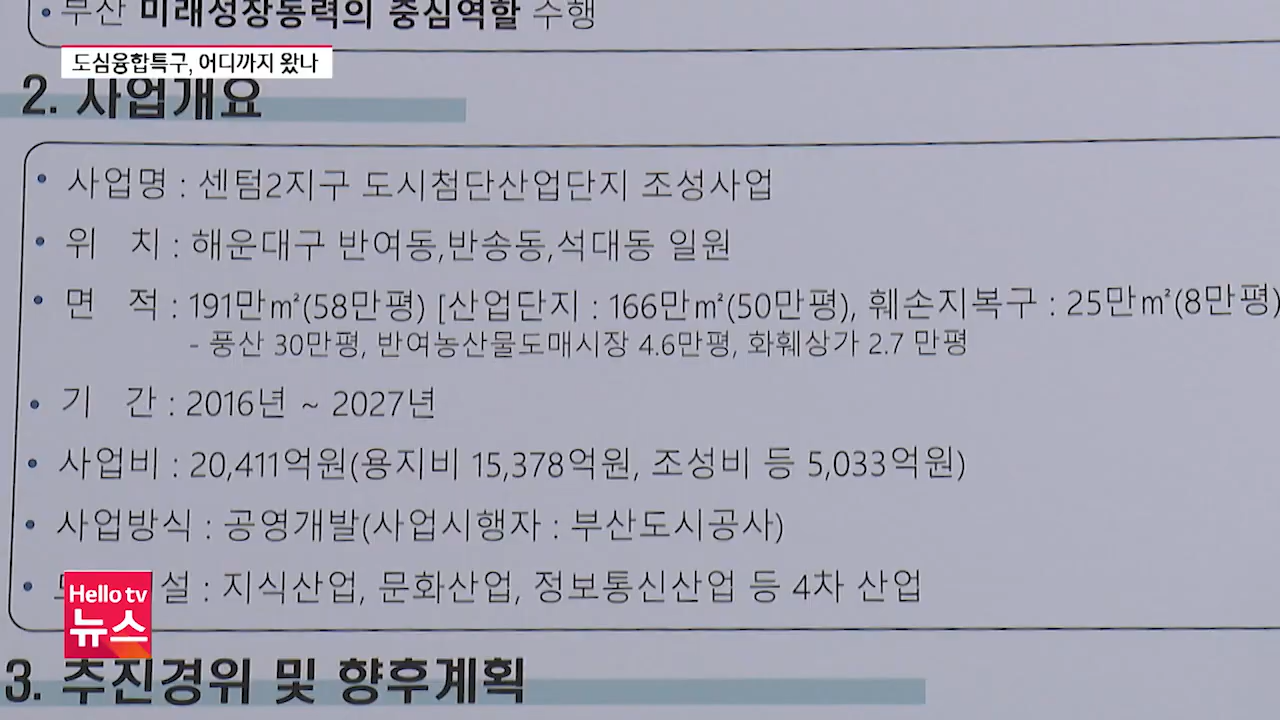 • 부산 미래성장동력의 중심역할 수행
도심융합특구, 어디까지 왔나
2. 사업개요
• 사업명 : 센텀2지구 도시첨단산업단지 조성사업
• 위 치 : 해운대구 반여동,반송동,석대동 일원
• 면 적 : 191만㎡(58만평) [산업단지 : 166만㎡(50만평), 훼손지복구 : 25만㎡(8만평)
- 풍산 30만평, 반여농산물도매시장 4.6만평, 화훼상가 2.7 만평
• 기 간 : 2016년 ~ 2027년
• 사업비 : 20,411억원(용지비 15,378억원, 조성비 등 5,033억원)
• 사업방식 : 공영개발(사업시행자 : 부산도시공사)
• 설 : 지식산업, 문화산업, 정보통신산업 등 4차 산업
Hello tv
뉴스
3. 추진경위 및 향후계획